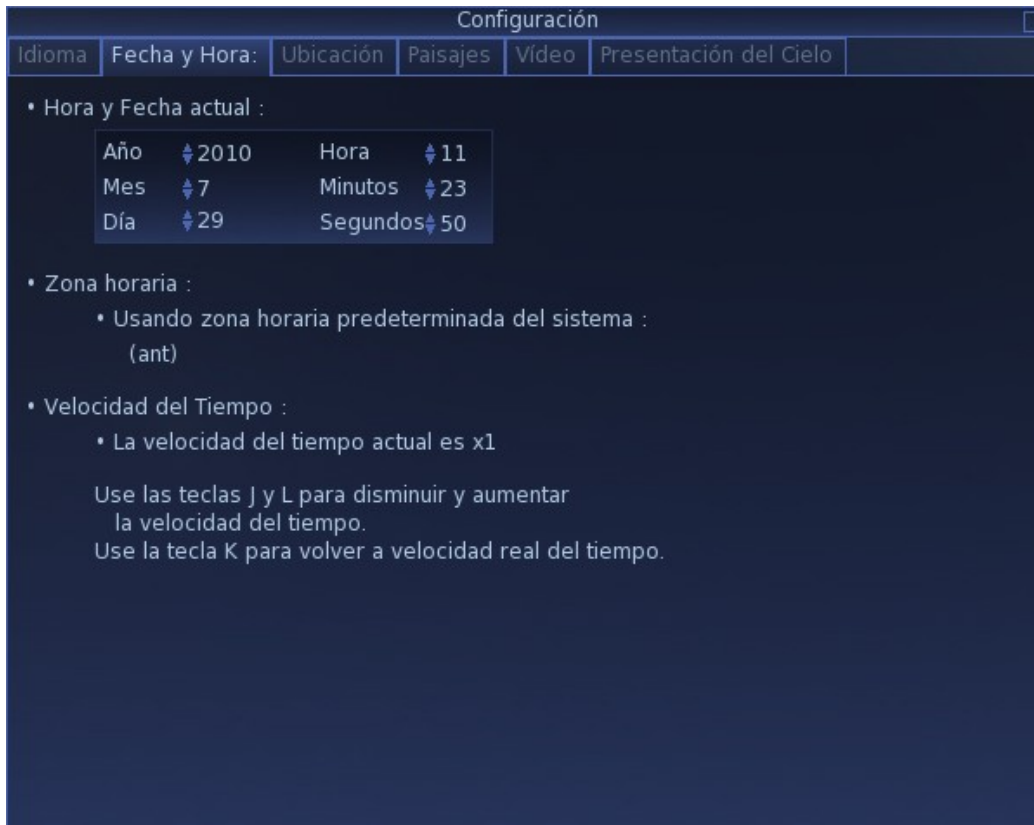 Configuración
Idioma Fecha y Hora: Ubicación Paisajes Vídeo Presentación del Cielo
• Hora y Fecha actual :
Año 2010 Hora 11
Mes 7 Minutos 23
Día 29 Segundos 50
• Zona horaria :
• Usando zona horaria predeterminada del sistema :
(ant)
• Velocidad del Tiempo :
• La velocidad del tiempo actual es x1
Use las teclas J y L para disminuir y aumentar
la velocidad del tiempo.
Use la tecla K para volver a velocidad real del tiempo.